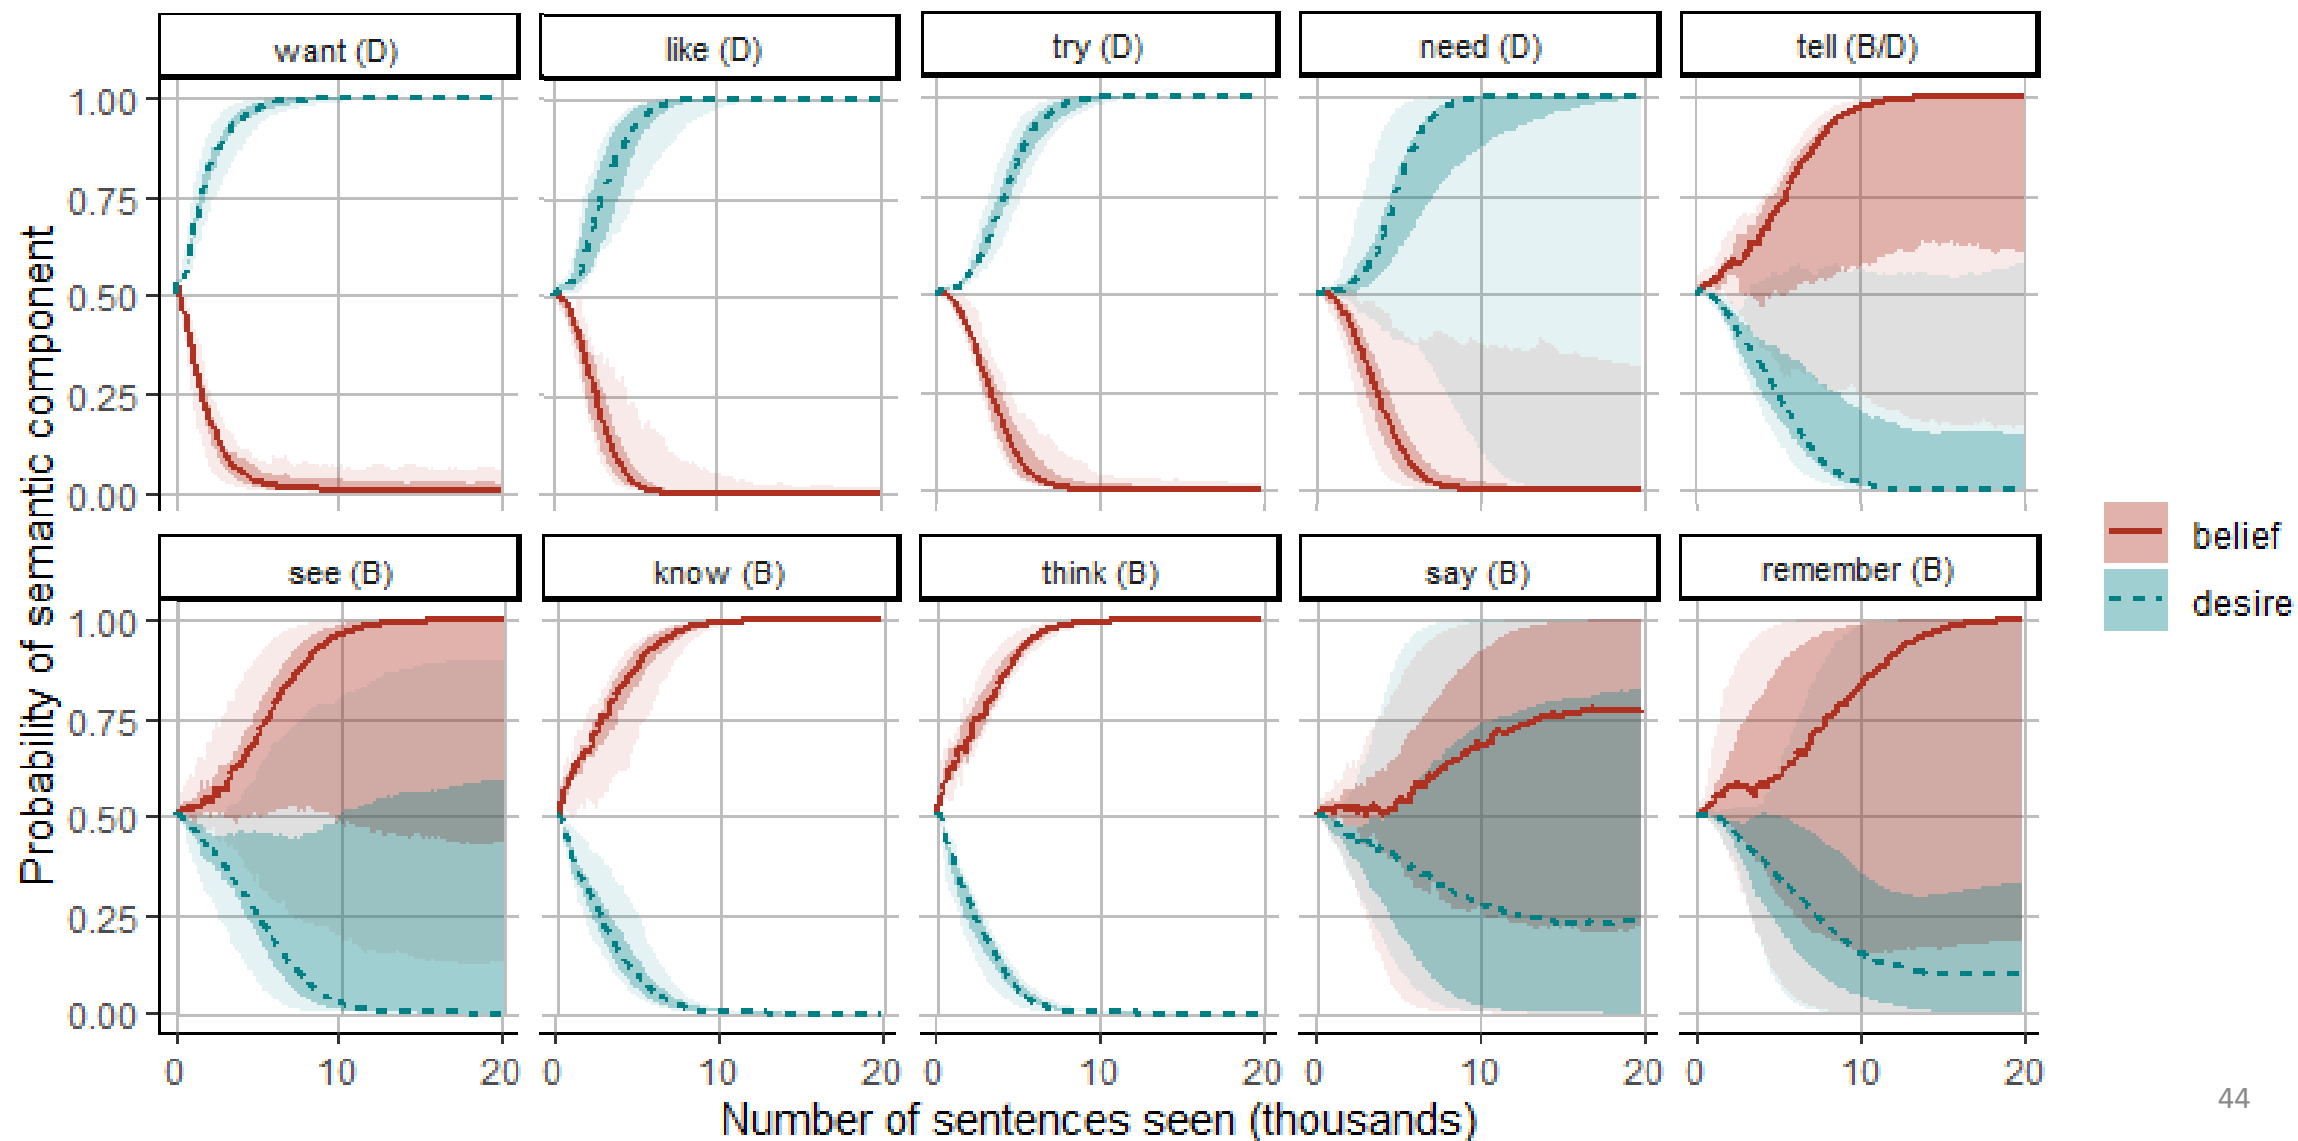 want (D)
like (D)
try (D)
need (D)
tell (B/D)
1.00
0.75
0.50
0.25
0.00
Probability of semantic component
see (B)
know (B)
think (B)
say (B)
remember (B)
1.00
0.75
0.50
0.25
0.00
belief
desire
0 10 20 0 10 20 0 10 20 0 10 20 0 10 20
Number of sentences seen (thousands)
44